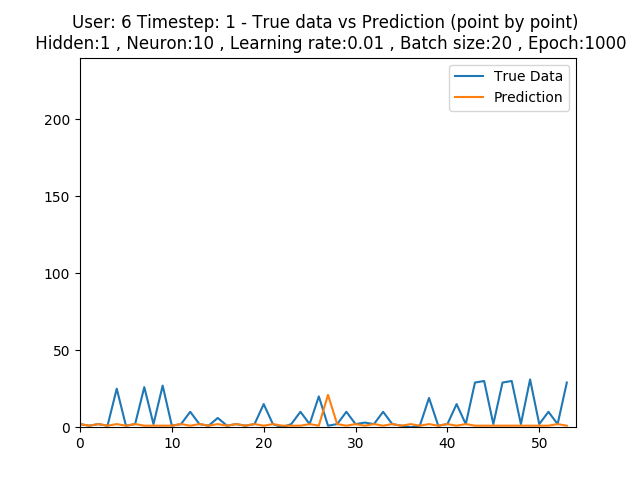 User: 6 Timestep: 1 - True data vs Prediction (point by point)
Hidden:1 , Neuron:10 , Learning rate:0.01 , Batch size:20 , Epoch:1000
True Data
Prediction
200
150
100
50
0
0 10 20 30 40 50